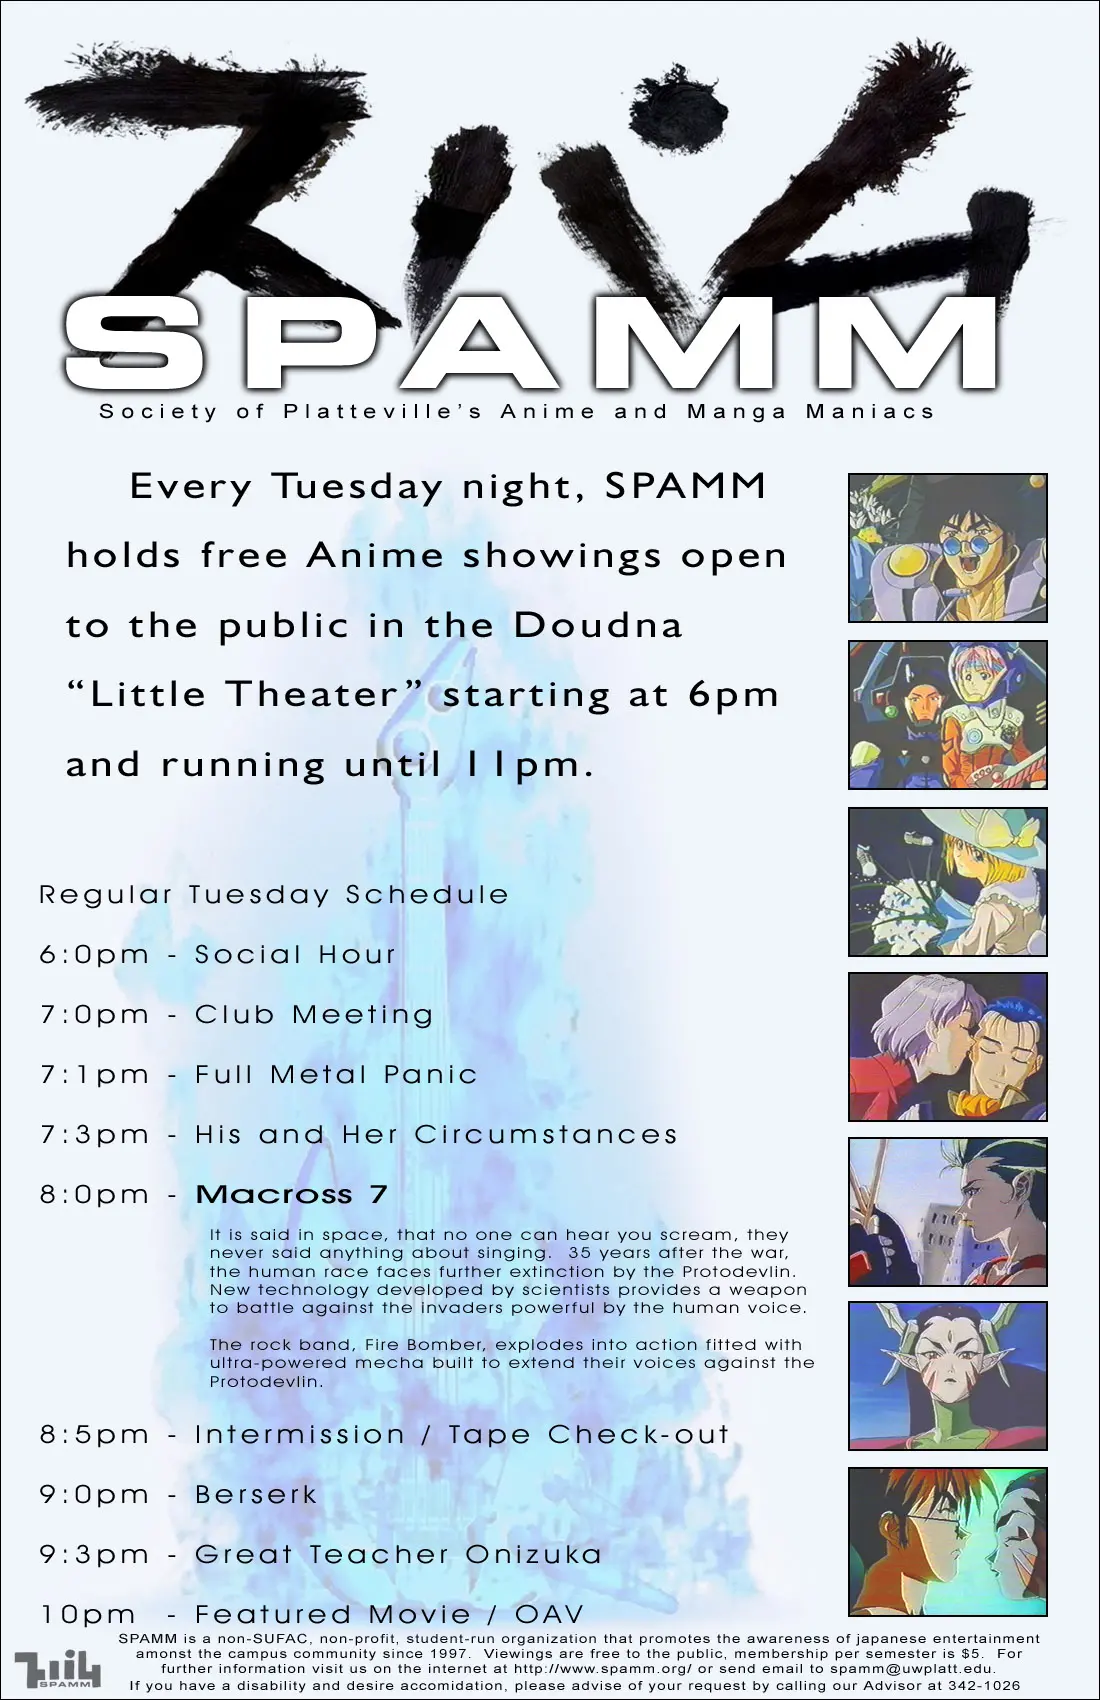 スパム
SPAMM
Society of Platteville's Anime and Manga Maniacs
Every Tuesday night, SPAMM
holds free Anime showings open
to the public in the Doudna
“Little Theater” starting at 6pm
and running until 11pm.
Regular Tuesday Schedule
6:0pm - Social Hour
7:0pm - Club Meeting
7:1pm - Full Metal Panic
7:3pm - His and Her Circumstances
8:0pm - Macross 7
It is said in space, that no one can hear you scream, they
never said anything about singing. 35 years after the war,
the human race faces further extinction by the Protodevlin.
New technology developed by scientists provides a weapon
to battle against the invaders powerful by the human voice.
The rock band, Fire Bomber, explodes into action fitted with
ultra-powered mecha built to extend their voices against the
Protodevlin.
8:5pm - Intermission / Tape Check-out
9:0pm - Berserk
9:3pm - Great Teacher Onizuka
10pm - Featured Movie / OAV
SPAMM is a non-SUFAC, non-profit, student-run organization that promotes the awareness of japanese entertainment
amonst the campus community since 1997. Viewings are free to the public, membership per semester is $5. For
further information visit us on the internet at http://www.spamm.org/ or send email to spamm@uwplatt.edu.
If you have a disability and desire accomidation, please advise of your request by calling our Advisor at 342-1026
SPAMM